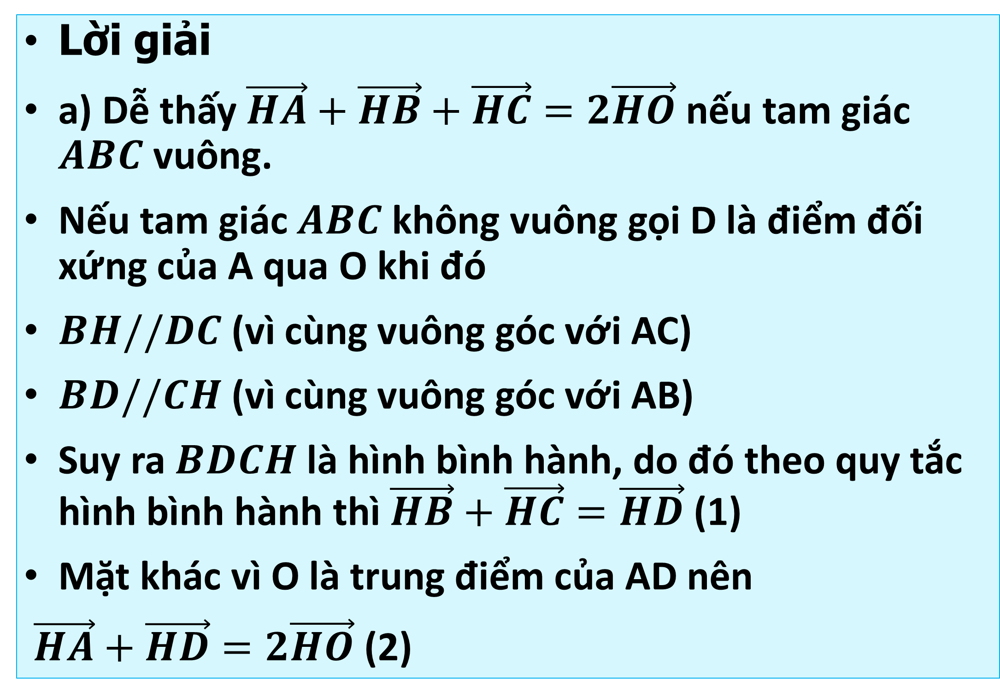 • Lời giải
• a) Dễ thấy $\overrightarrow{HA} + \overrightarrow{HB} + \overrightarrow{HC} = 2\overrightarrow{HO}$ nếu tam giác
ABC vuông.
• Nếu tam giác ABC không vuông gọi D là điểm đối
xứng của A qua O khi đó
• BH//DC (vì cùng vuông góc với AC)
• BD//CH (vì cùng vuông góc với AB)
• Suy ra BDCH là hình bình hành, do đó theo quy tắc
hình bình hành thì $\overrightarrow{HB} + \overrightarrow{HC} = \overrightarrow{HD}$ (1)
• Mặt khác vì O là trung điểm của AD nên
$\overrightarrow{HA} + \overrightarrow{HD} = 2\overrightarrow{HO}$ (2)